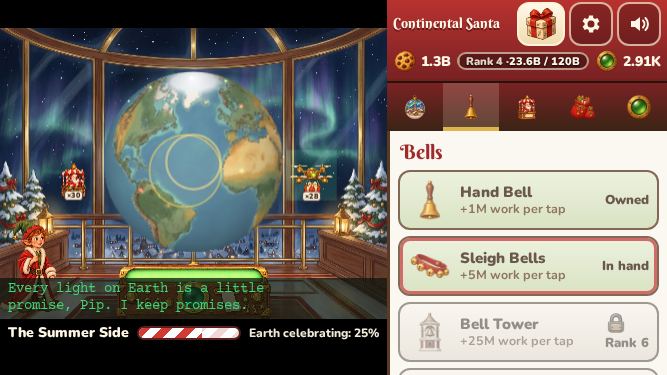 Continental Santa
1.3B
Rank 4 · 23.6B / 120B
2.91K
×30
×28
Every light on Earth is a little
promise, Pip. I keep promises.
The Summer Side
Earth celebrating: 25%
Bells
Hand Bell
+1M work per tap
Owned
Sleigh Bells
+5M work per tap
In hand
Bell Tower
+25M work per tap
Rank 6